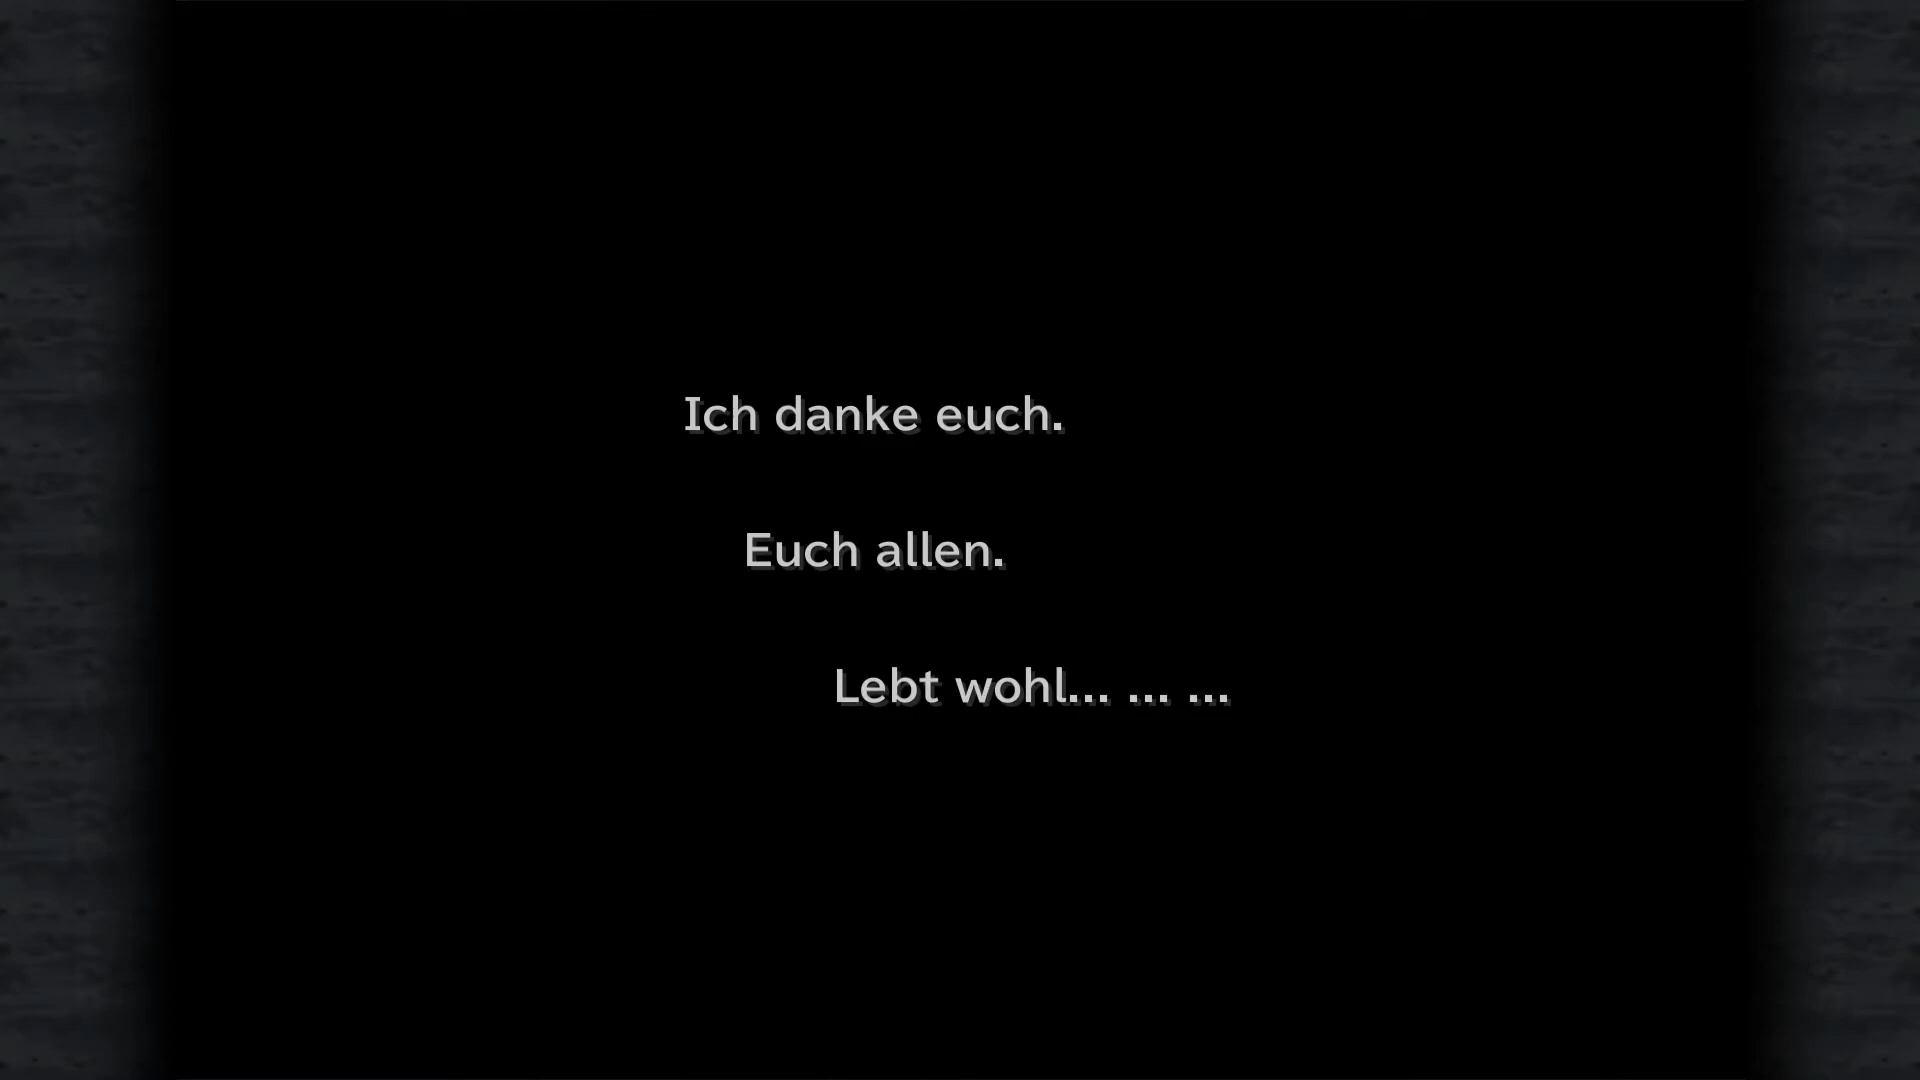 Ich danke euch.
Euch allen.
Lebt wohl... ... ...